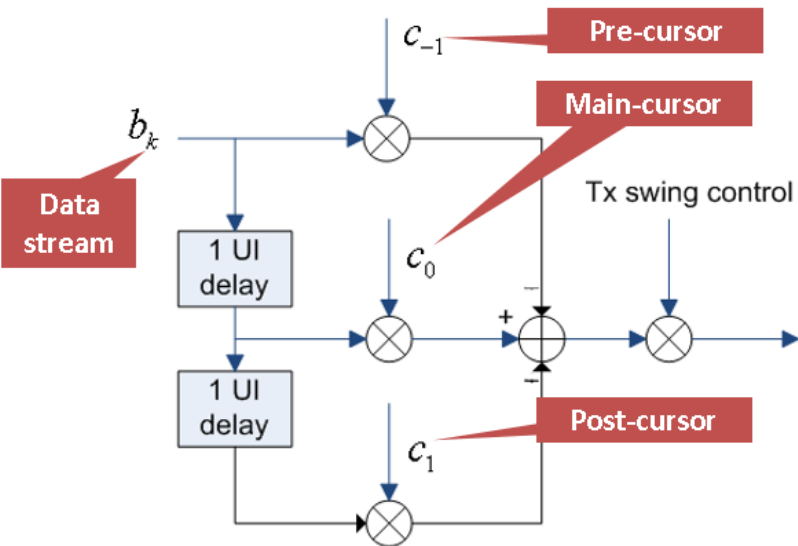 c₋₁
Pre-cursor
Main-cursor
bₖ
Data
stream
Tx swing control
1 UI
delay
c₀
+
−
−
1 UI
delay
Post-cursor
c₁